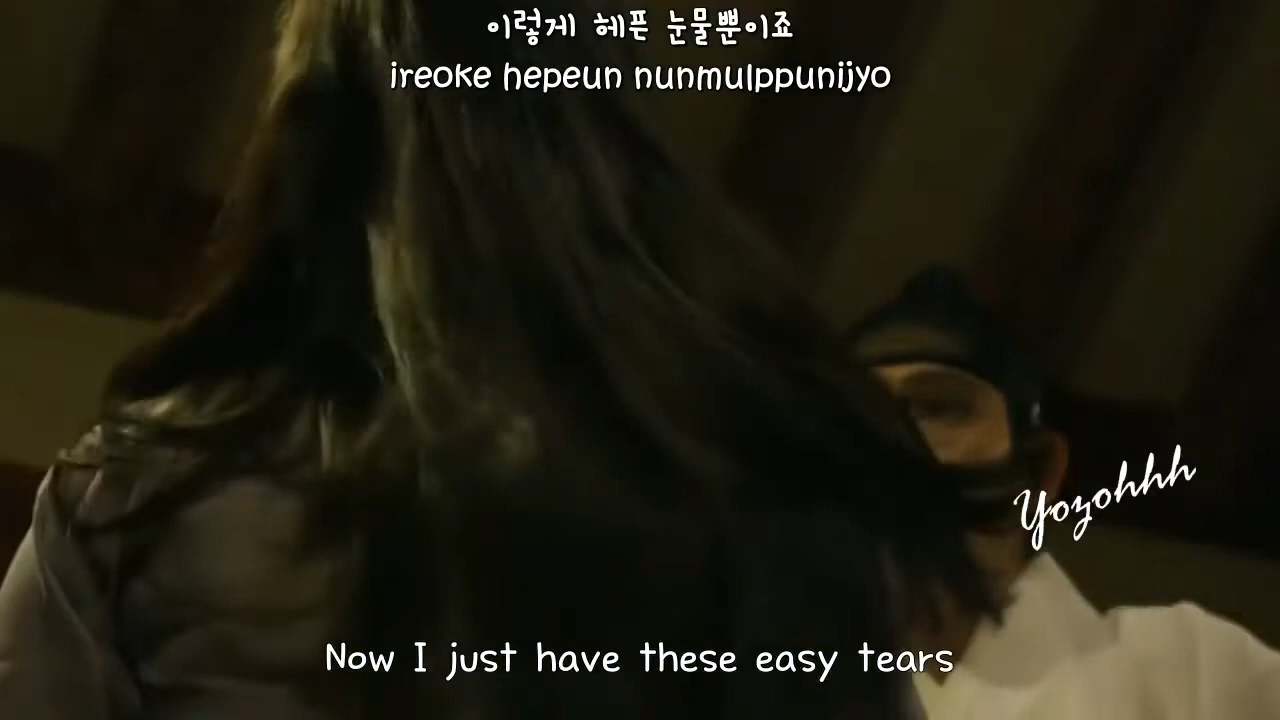 이렇게 헤픈 눈물뿐이죠
ireoke hepeun nunmulppunijyo
Yozohhh
Now I just have these easy tears